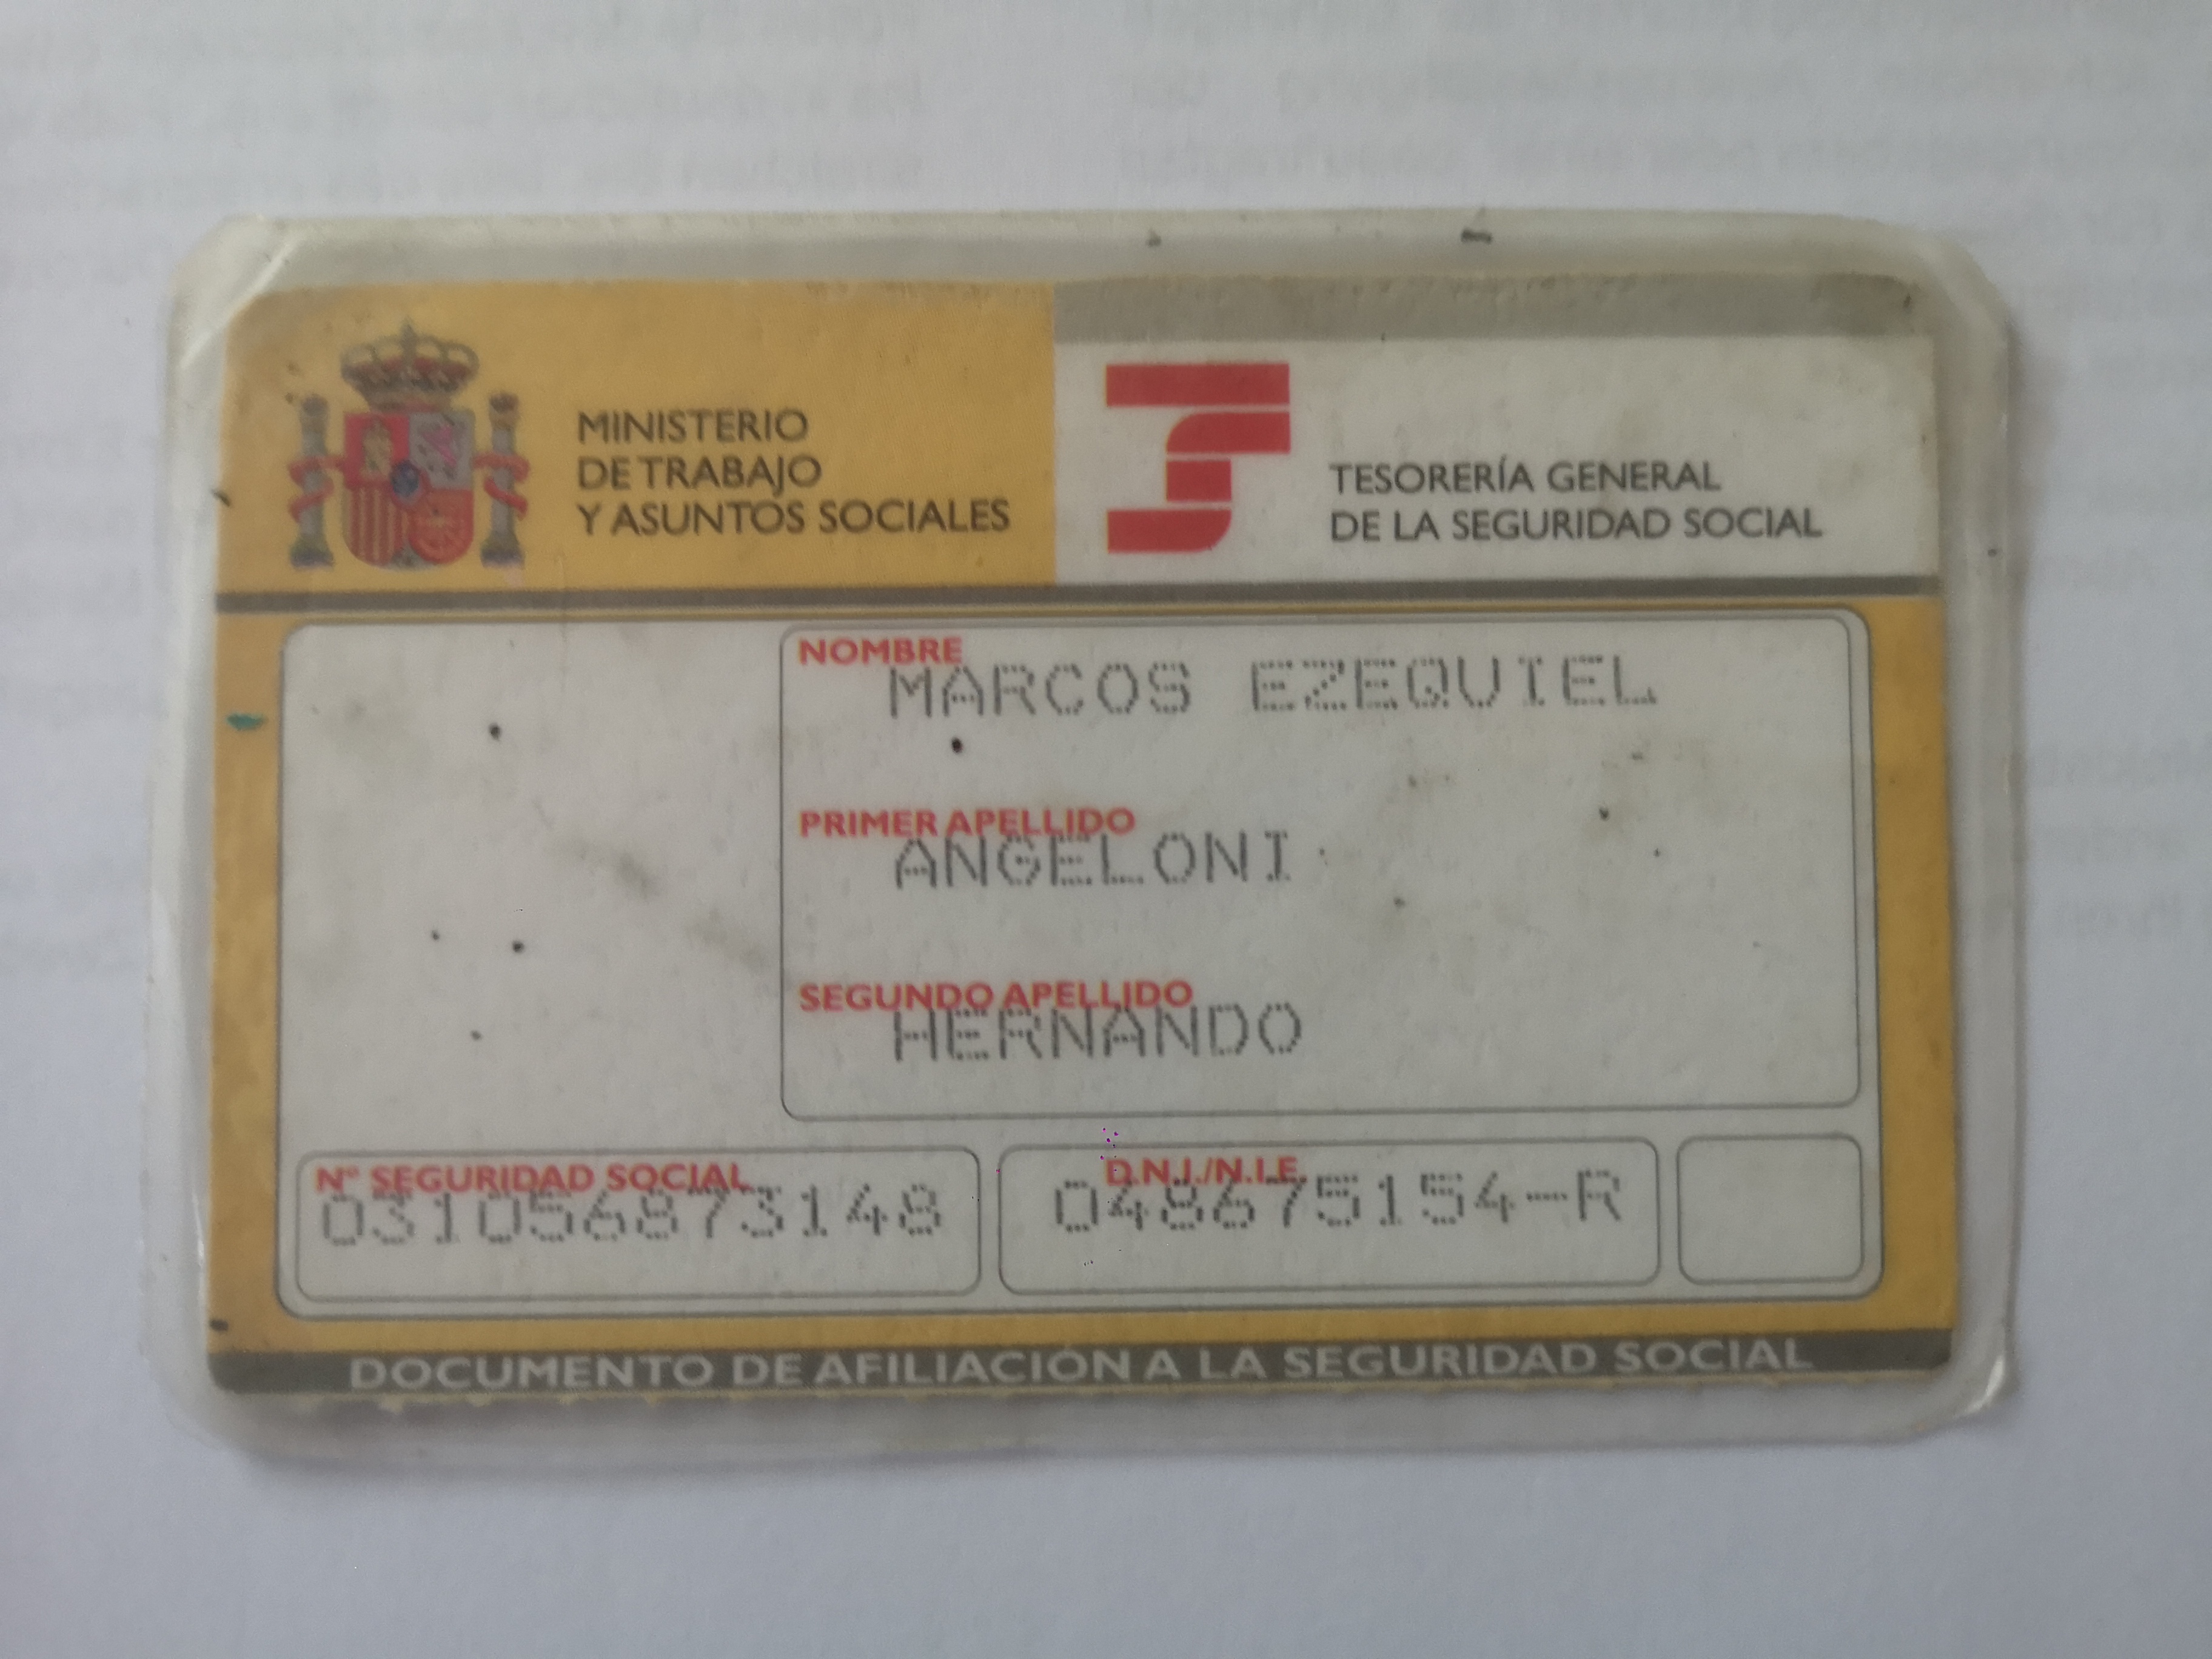 MINISTERIO
DE TRABAJO
Y ASUNTOS SOCIALES
TESORERÍA GENERAL
DE LA SEGURIDAD SOCIAL
NOMBRE
MARCOS EZEQUIEL
PRIMER APELLIDO
ANGELONI
SEGUNDO APELLIDO
HERNANDO
Nº SEGURIDAD SOCIAL
031056873148
D.N.I./N.I.E.
048675154-R
DOCUMENTO DE AFILIACIÓN A LA SEGURIDAD SOCIAL